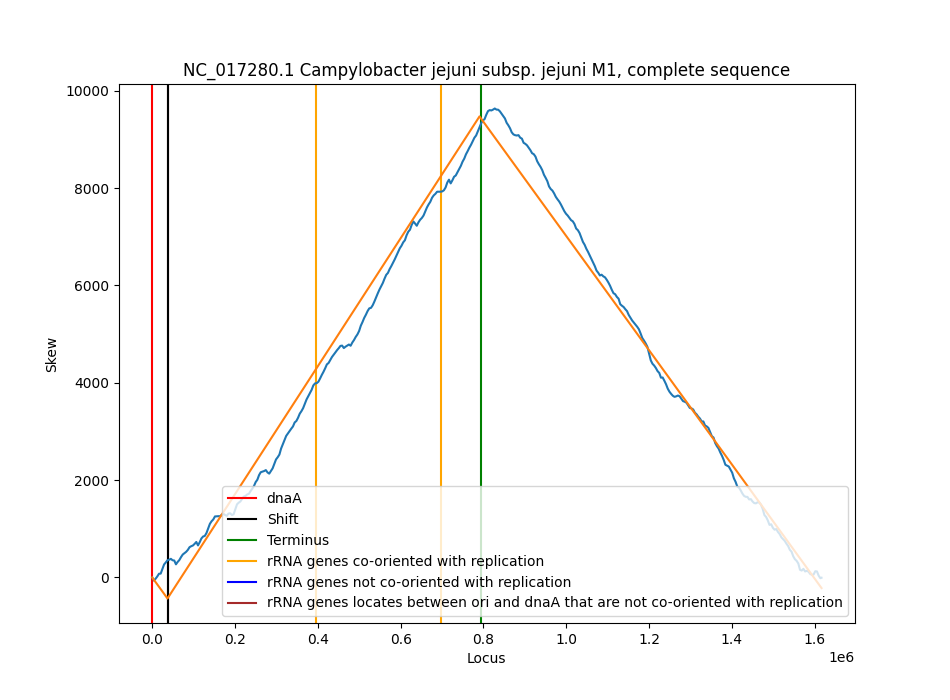 NC_017280.1 Campylobacter jejuni subsp. jejuni M1, complete sequence
10000
8000
6000
4000
2000
0
Skew
dnaA
Shift
Terminus
rRNA genes co-oriented with replication
rRNA genes not co-oriented with replication
rRNA genes locates between ori and dnaA that are not co-oriented with replication
0.0 0.2 0.4 0.6 0.8 1.0 1.2 1.4 1.6
1e6
Locus